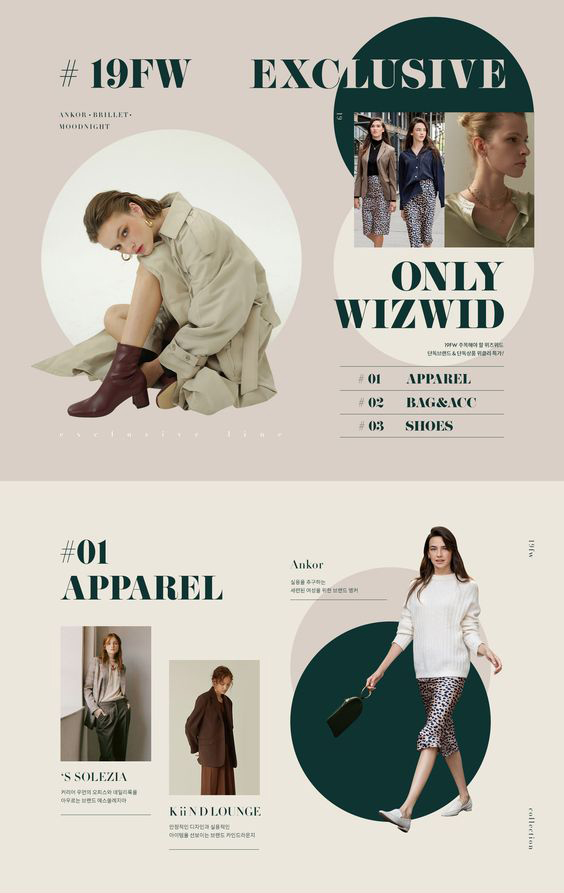 # 19FW EXCLUSIVE
ANKOR • BRILLET •
MOODNIGHT
19
ONLY
WIZWID
19FW 주목해야 할 위즈위드
단독브랜드 & 단독상품 위클리 특가!
# 01 APPAREL
# 02 BAG&ACC
# 03 SHOES
exclusive line
#01
APPAREL
19fw
Ankor
실용을 추구하는
세련된 여성을 위한 브랜드 앵커
'S SOLEZIA
커리어 우먼의 오피스와 데일리룩을
아우르는 브랜드 에스쏠레지아
KiiND LOUNGE
안정적인 디자인과 실용적인
아이템을 선보이는 브랜드 카인드라운지
collection